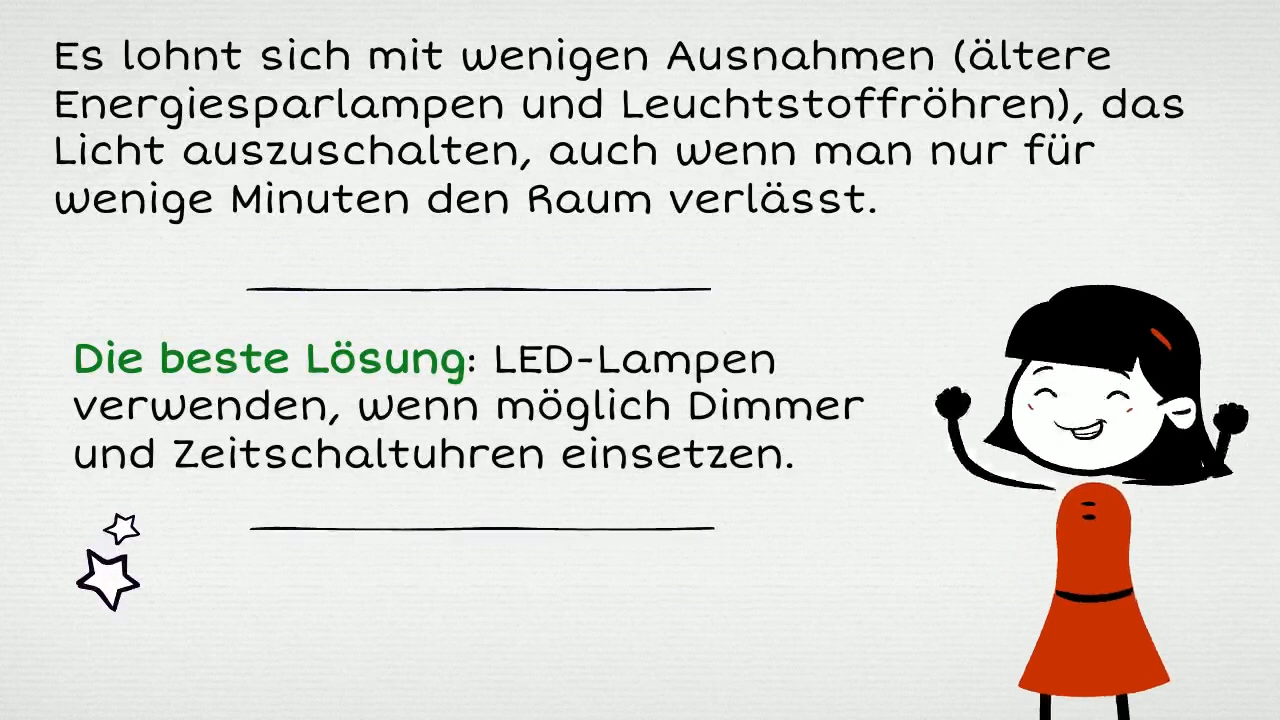 Es lohnt sich mit wenigen Ausnahmen (ältere
Energiesparlampen und Leuchtstoffröhren), das
Licht auszuschalten, auch wenn man nur für
wenige Minuten den Raum verlässt.
Die beste Lösung: LED-Lampen
verwenden, wenn möglich Dimmer
und Zeitschaltuhren einsetzen.